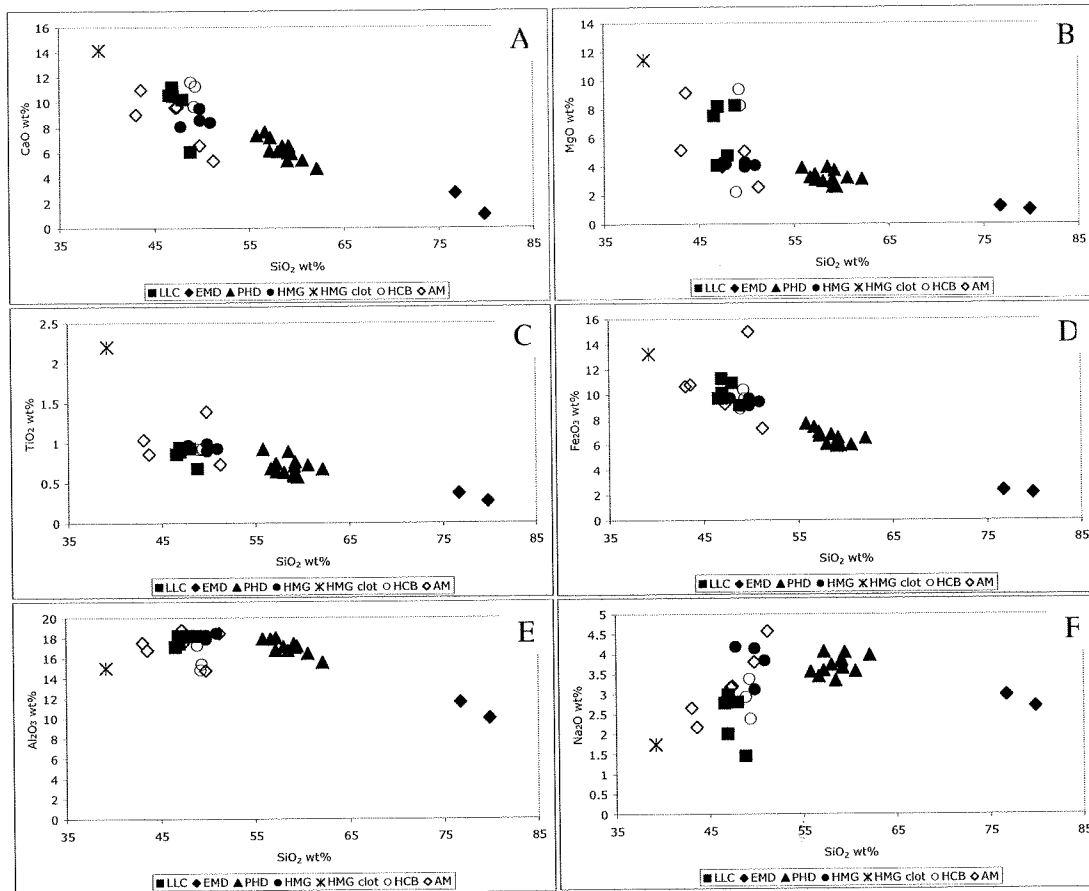 A
16
14
12
10
8
6
4
2
0
CaO wt%
35 45 55 65 75 85
SiO₂ wt%
■ LLC ◆ EMD ▲ PHD ● HMG ✳ HMG clot ○ HCB ◇ AM
B
14
12
10
8
6
4
2
0
MgO wt%
35 45 55 65 75 85
SiO₂ wt%
■ LLC ◆ EMD ▲ PHD ● HMG ✳ HMG clot ○ HCB ◇ AM
C
2.5
2
1.5
1
0.5
0
TiO₂ wt%
35 45 55 65 75 85
SiO₂ wt%
■ LLC ◆ EMD ▲ PHD ● HMG ✳ HMG clot ○ HCB ◇ AM
D
16
14
12
10
8
6
4
2
0
Fe₂O₃ wt%
35 45 55 65 75 85
SiO₂ wt%
■ LLC ◆ EMD ▲ PHD ● HMG ✳ HMG clot ○ HCB ◇ AM
E
20
18
16
14
12
10
8
6
4
2
0
Al₂O₃ wt%
35 45 55 65 75 85
SiO₂ wt%
■ LLC ◆ EMD ▲ PHD ● HMG ✳ HMG clot ○ HCB ◇ AM
F
5
4.5
4
3.5
3
2.5
2
1.5
1
0.5
0
Na₂O wt%
35 45 55 65 75 85
SiO₂ wt%
■ LLC ◆ EMD ▲ PHD ● HMG ✳ HMG clot ○ HCB ◇ AM